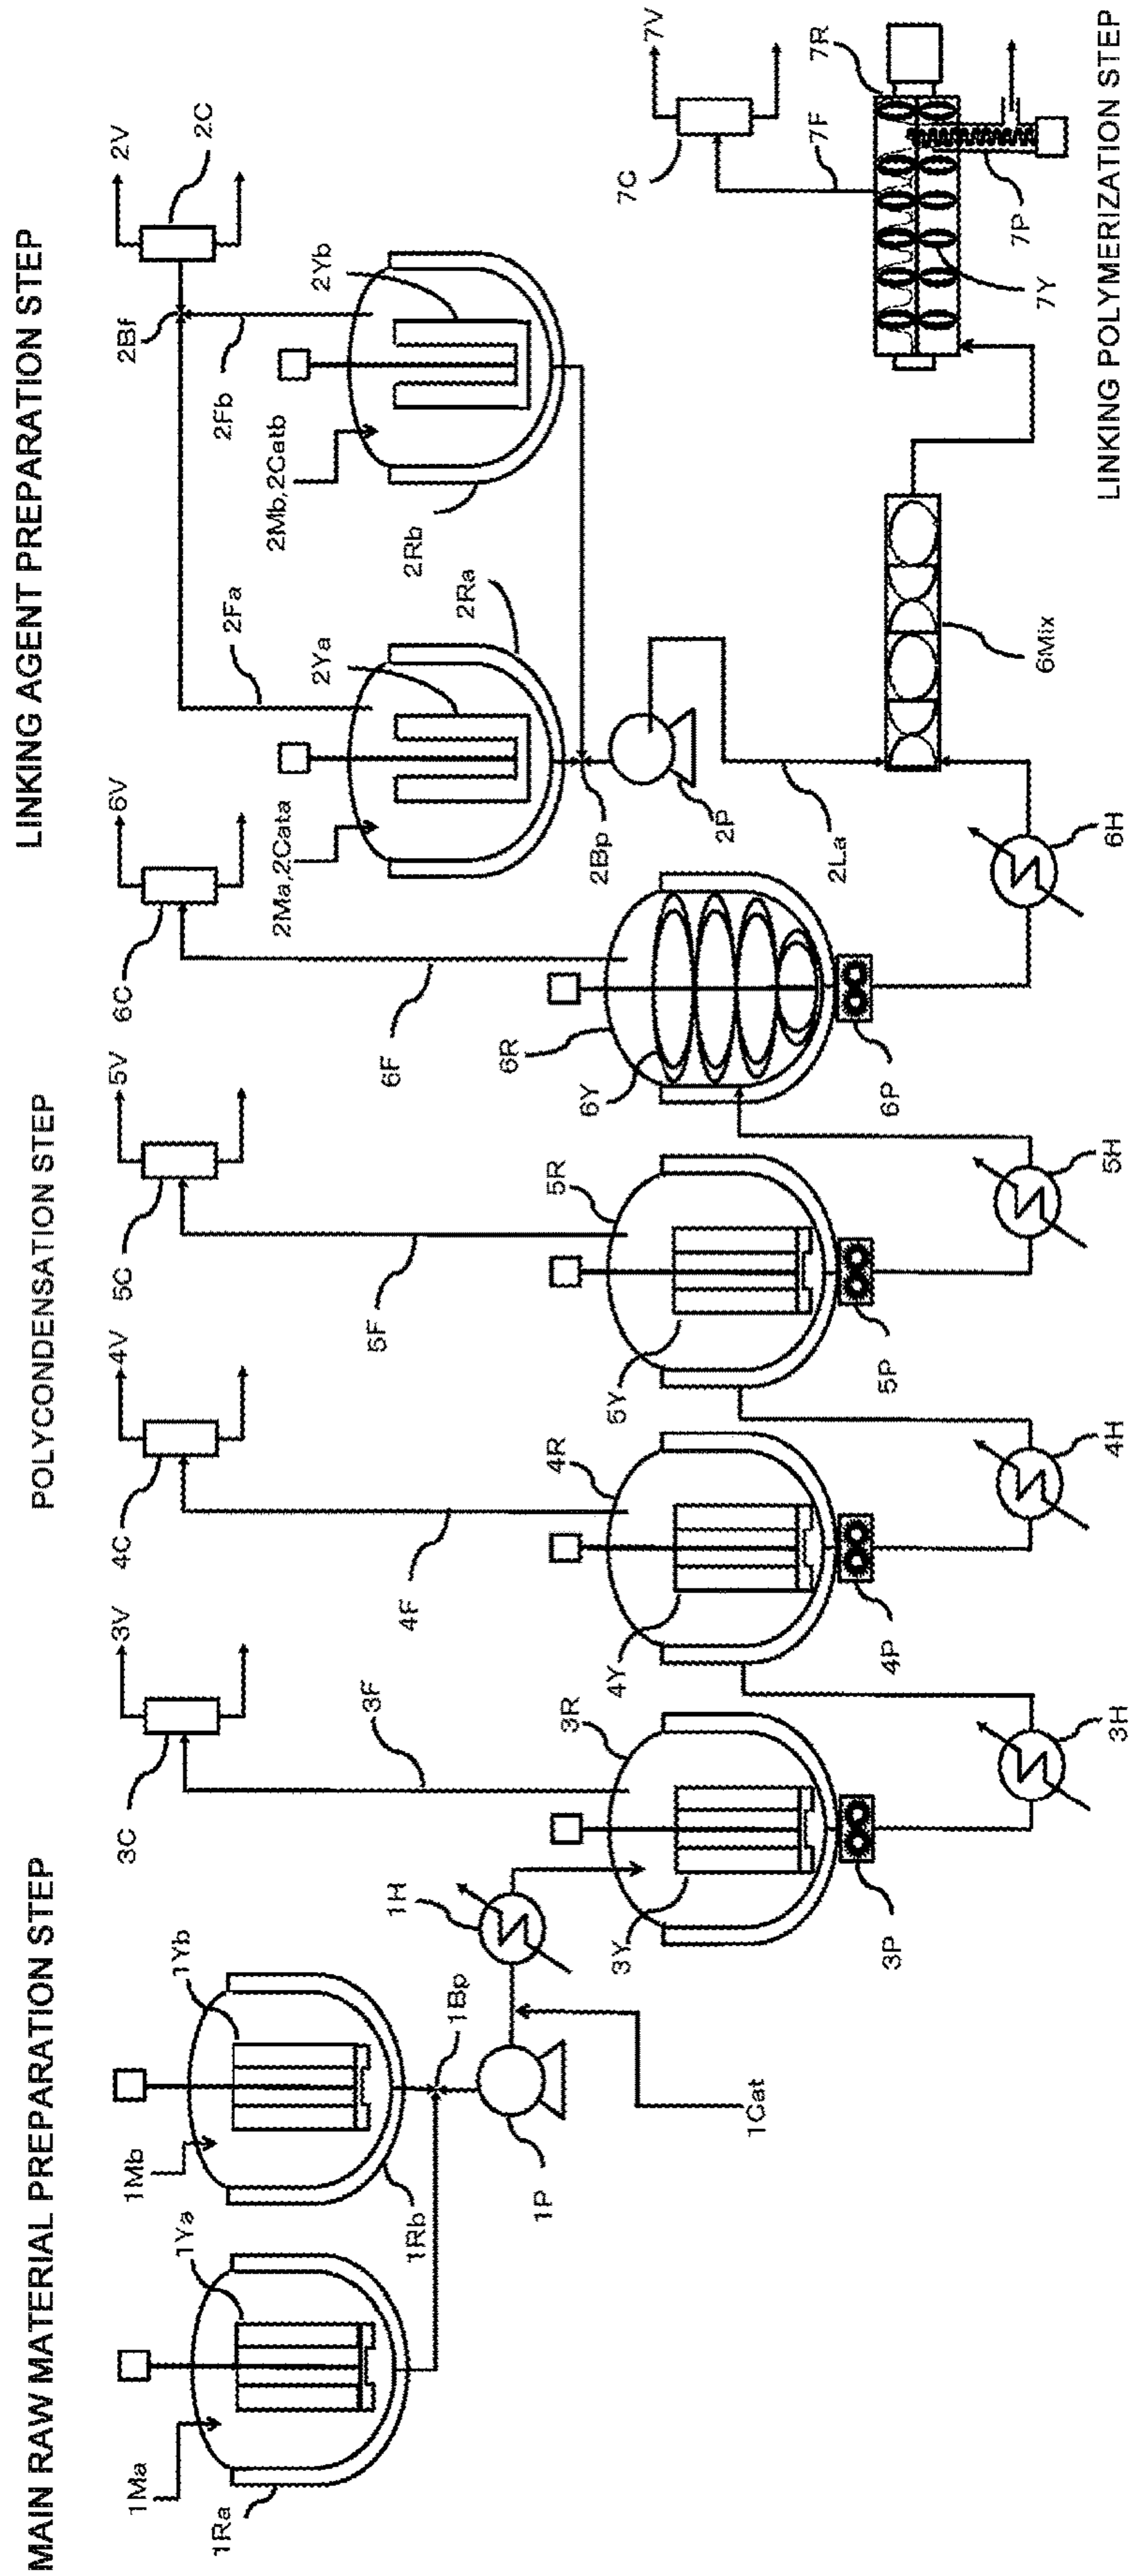 MAIN RAW MATERIAL PREPARATION STEP
POLYCONDENSATION STEP
LINKING AGENT PREPARATION STEP
1Ma
1Ra
1Ya
1Mb
1Rb
1Yb
1Bp
1P
1Cat
1H
3C
3V
3F
3R
3Y
3P
3H
4C
4V
4F
4R
4Y
4P
4H
5C
5V
5F
5R
5Y
5P
5H
6C
6V
6F
6R
6Y
6P
6H
2Ma,2Cata
2Fa
2Ya
2Ra
2Bp
2P
2La
2Mb,2Catb
2Rb
2Fb
2Bf
2Yb
2V
2C
6Mix
7C
7V
7F
7R
7Y
7P
LINKING POLYMERIZATION STEP